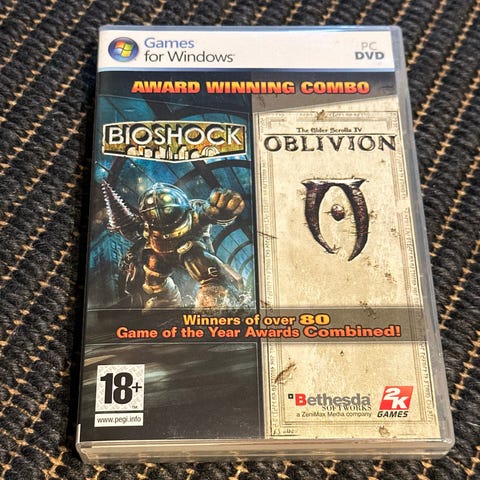 Games
for Windows
PC
DVD
AWARD WINNING COMBO
BIOSHOCK
The Elder Scrolls IV
OBLIVION
Winners of over 80
Game of the Year Awards Combined!
18+
www.pegi.info
Bethesda
SOFTWORKS
a ZeniMax Media company
2K
GAMES